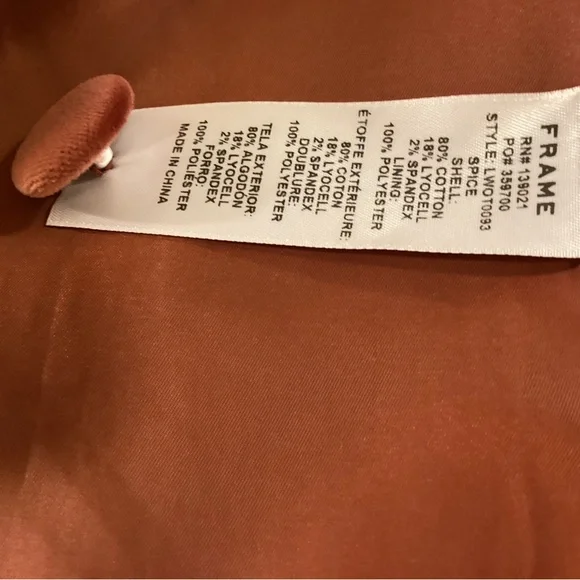 FRAME
RN# 139021
PO# 359700
STYLE: LWOT0093
SPICE
SHELL:
80% COTTON
18% LYOCELL
2% SPANDEX
LINING:
100% POLYESTER
ÉTOFFE EXTÉRIEURE:
80% COTON
18% LYOCELL
2% SPANDEX
DOUBLURE:
100% POLYESTER
TELA EXTERIOR:
80% ALGODÓN
18% LYOCELL
2% SPANDEX
FORRO:
100% POLIÉSTER
MADE IN CHINA